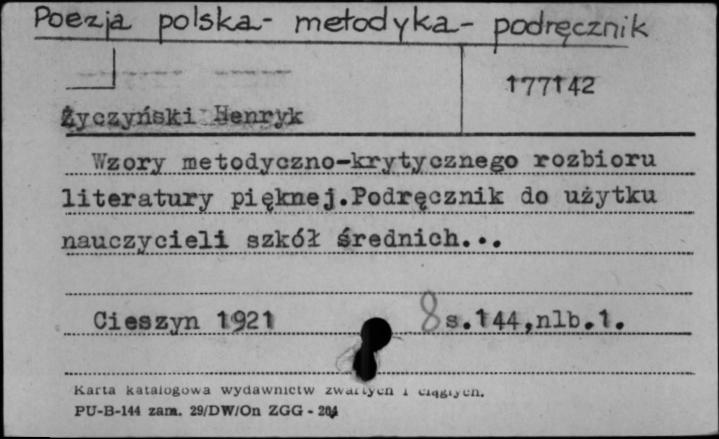 Poezja polska- metodyka- podręcznik
177142
Życzyński Henryk
Wzory metodyczno-krytycznego rozbioru
literatury pięknej.Podręcznik do użytku
nauczycieli szkół średnich...
Cieszyn 1921 8 s.144,nlb.1.
Karta katalogowa wydawnictw zwartych i ciągłych.
PU-B-144 zam. 29/DW/On ZGG - 204